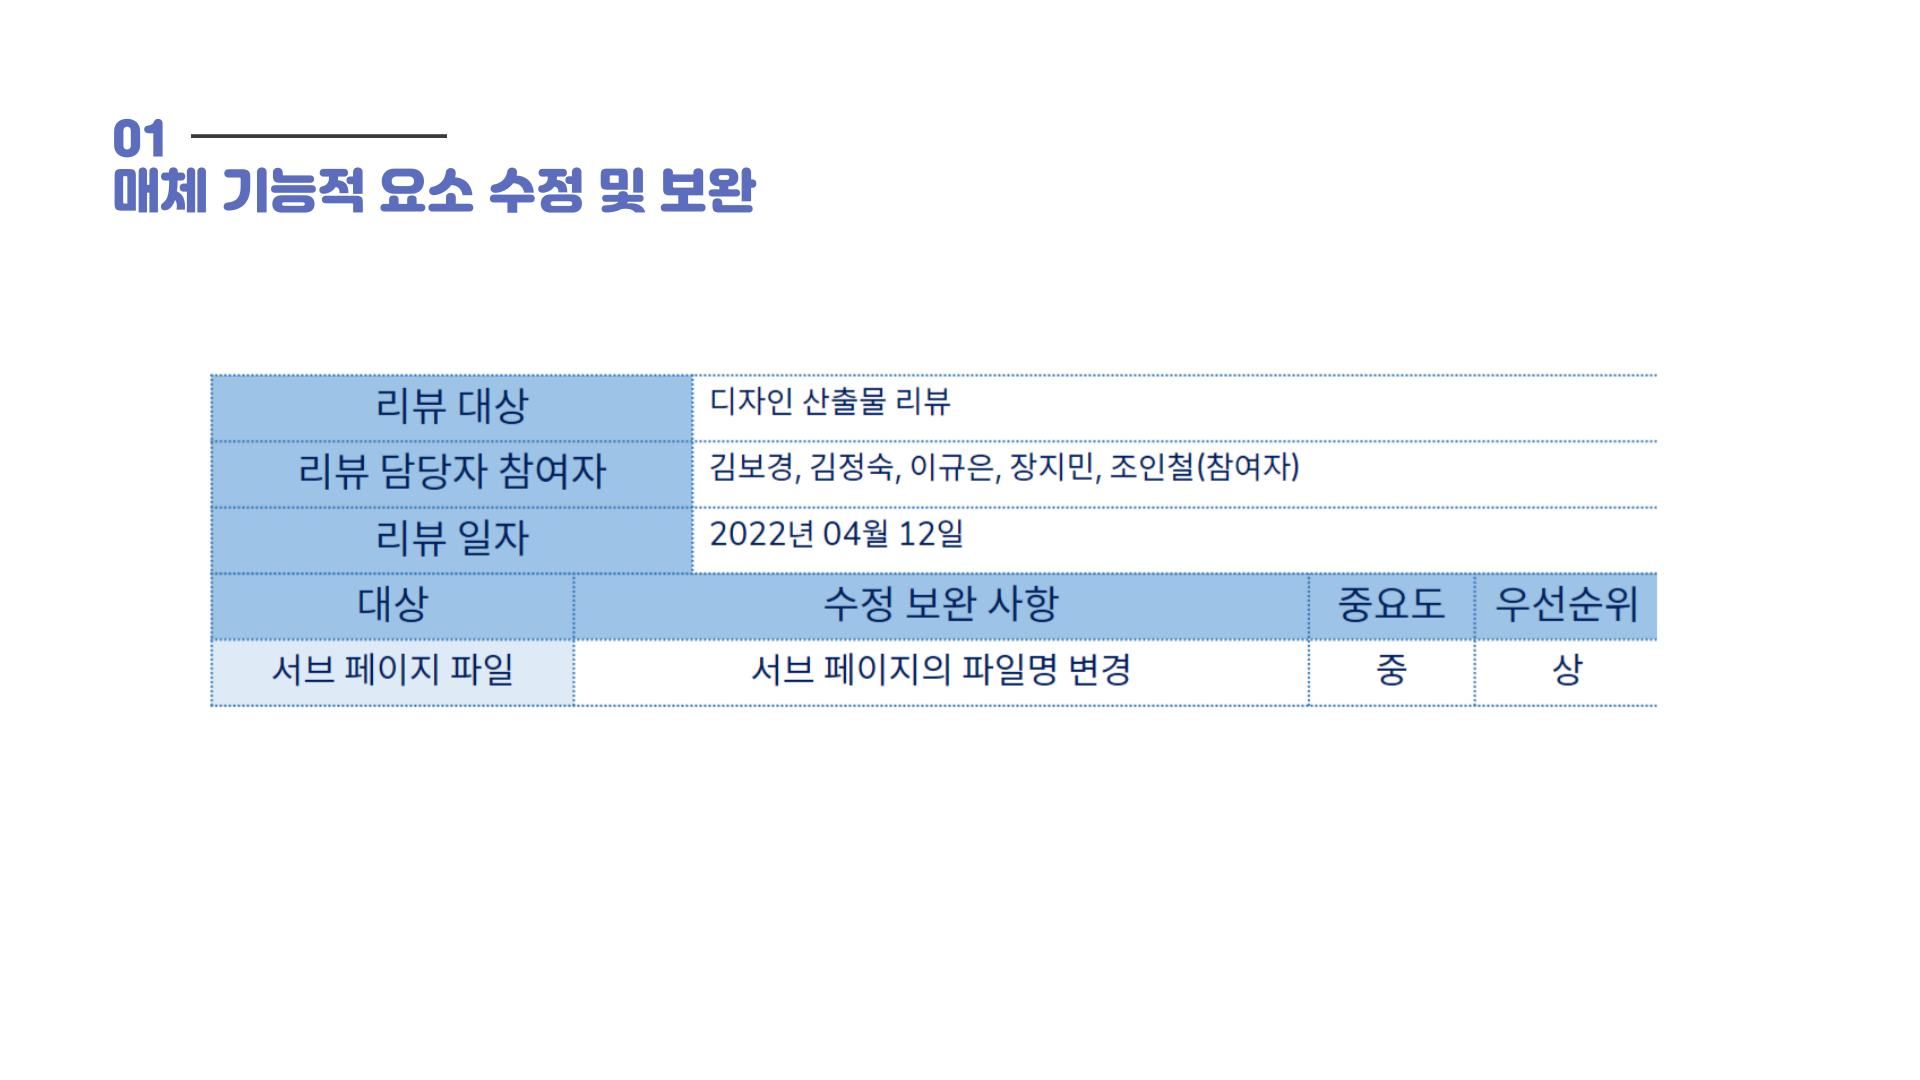 01
매체 기능적 요소 수정 및 보완
리뷰 대상 디자인 산출물 리뷰
리뷰 담당자 참여자 김보경, 김정숙, 이규은, 장지민, 조인철(참여자)
리뷰 일자 2022년 04월 12일
대상 수정 보완 사항 중요도 우선순위
서브 페이지 파일 서브 페이지의 파일명 변경 중 상